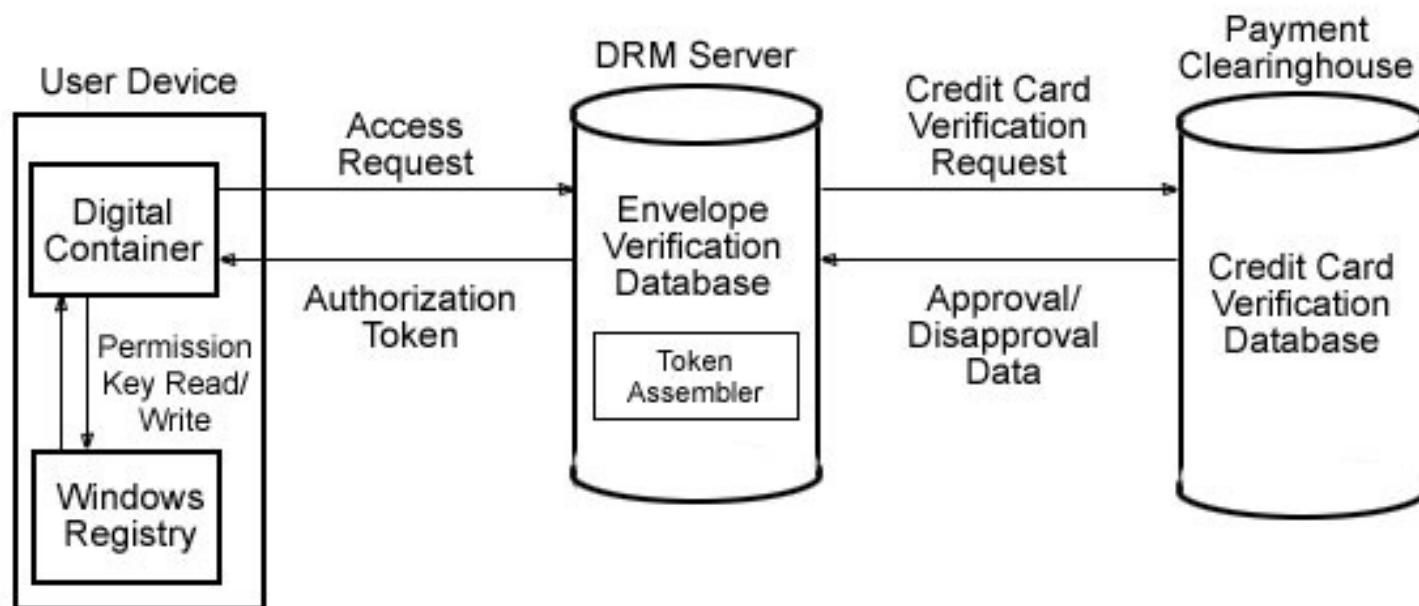 User Device
Digital
Container
Permission
Key Read/
Write
Windows
Registry
Access
Request
Authorization
Token
DRM Server
Envelope
Verification
Database
Token
Assembler
Credit Card
Verification
Request
Approval/
Disapproval
Data
Payment
Clearinghouse
Credit Card
Verification
Database